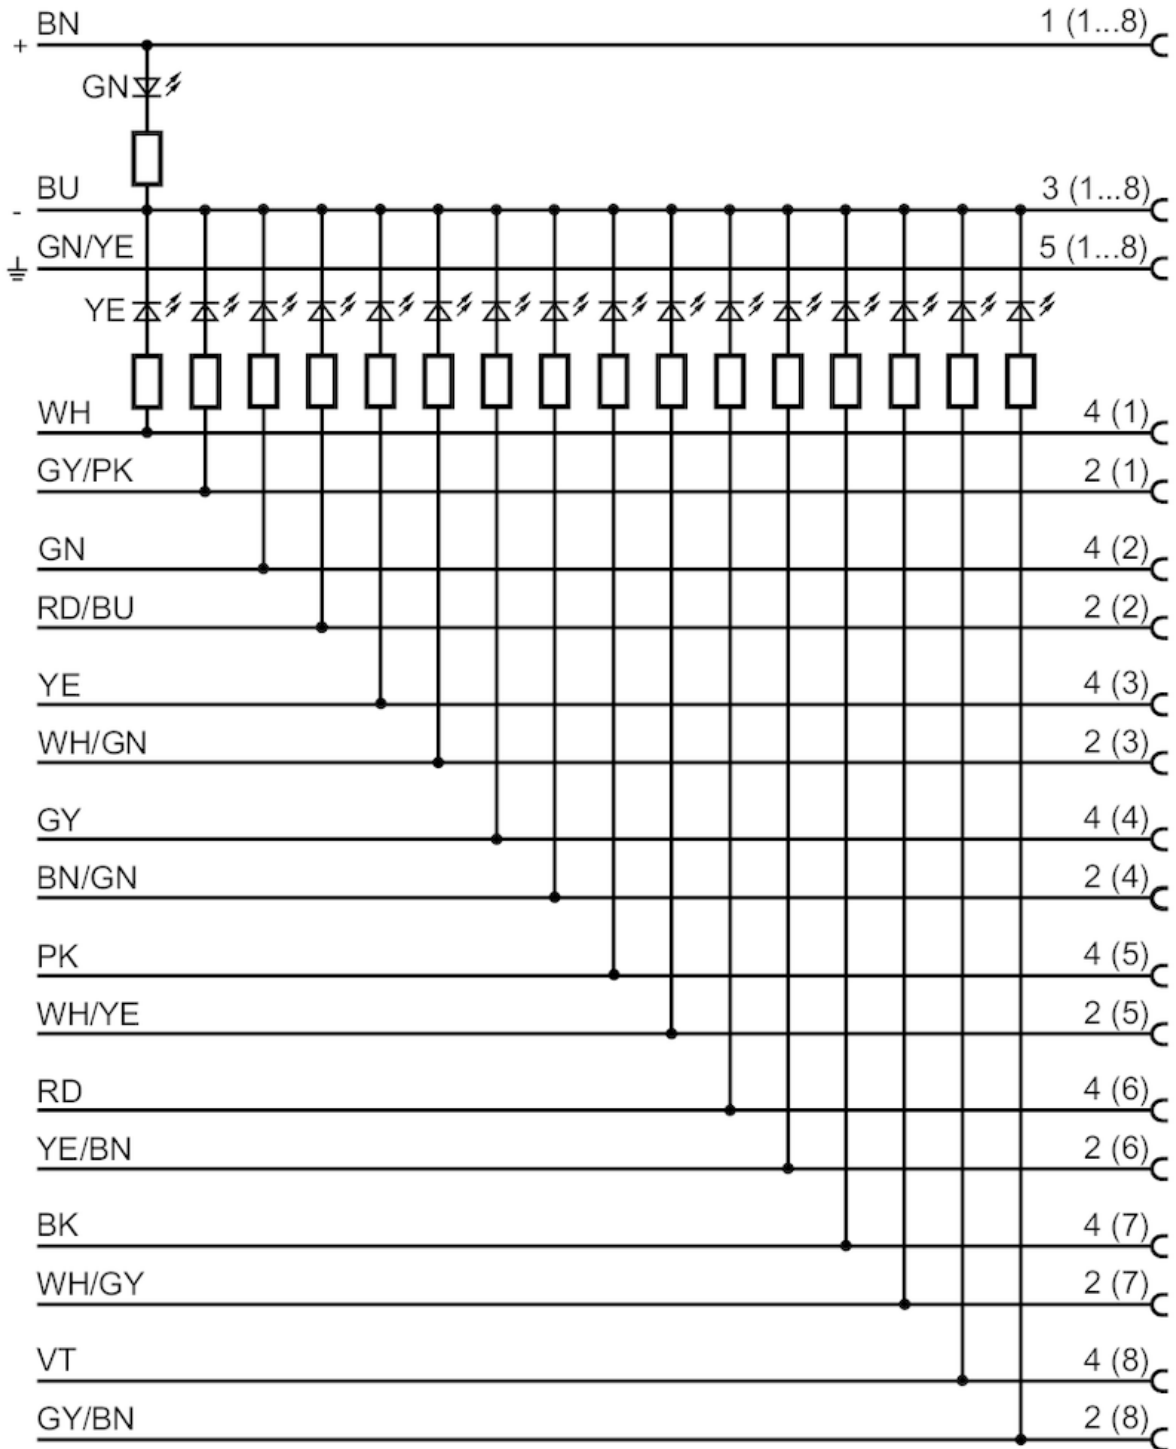 BN 1 (1...8)
+
GN
BU 3 (1...8)
-
GN/YE 5 (1...8)
YE
WH 4 (1)
GY/PK 2 (1)
GN 4 (2)
RD/BU 2 (2)
YE 4 (3)
WH/GN 2 (3)
GY 4 (4)
BN/GN 2 (4)
PK 4 (5)
WH/YE 2 (5)
RD 4 (6)
YE/BN 2 (6)
BK 4 (7)
WH/GY 2 (7)
VT 4 (8)
GY/BN 2 (8)